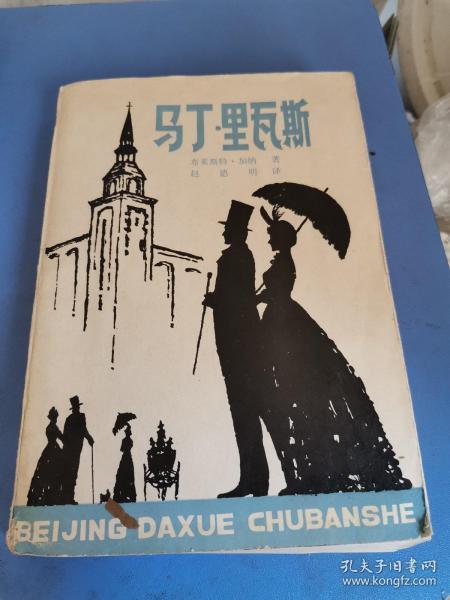 马丁·里瓦斯
布莱斯特·加纳 著
赵德明 译
BEIJING DAXUE CHUBANSHE
孔夫子旧书网
www.kongfz.com